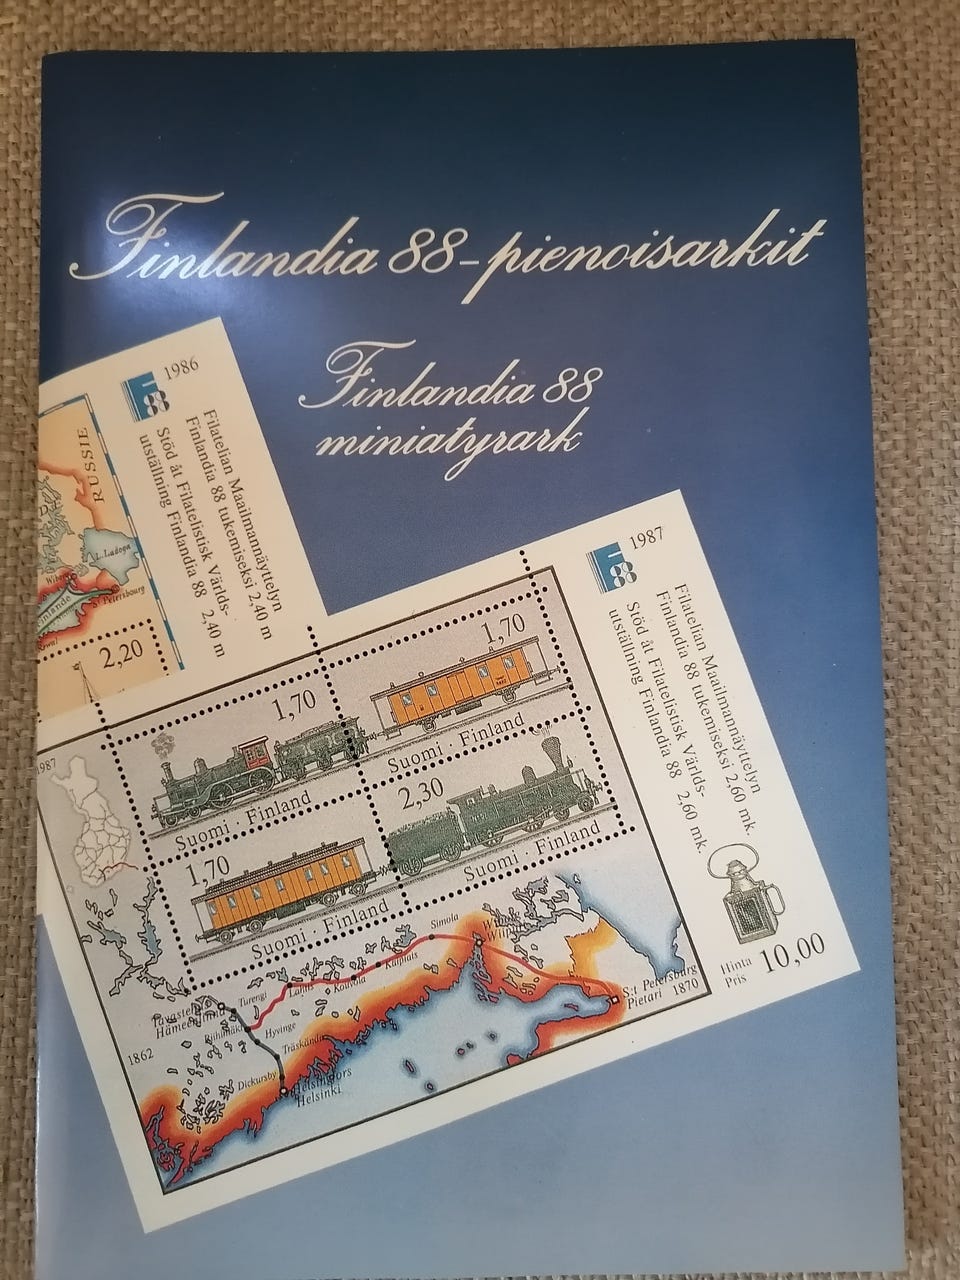 Finlandia 88-pienoisarkit
Finlandia 88
miniatyrark
1986
88
Filatelian Maailmannäyttelyn
Finlandia 88 tukemiseksi 2,40 m
Stöd åt Filatelistisk Världs-
utställning Finlandia 88 2,40 m
RUSSIE
L. Ladoga
Wiborg
St Petersbourg
2,20
1987
88
Filatelian Maailmannäyttelyn
Finlandia 88 tukemiseksi 2,60 mk.
Stöd åt Filatelistisk Världs-
utställning Finlandia 88 2,60 mk.
Hinta
Pris
10,00
1987
1,70
Suomi · Finland
1,70
Suomi · Finland
1,70
Suomi · Finland
2,30
Suomi · Finland
Simola
Kaipiais
Kouvola
Lahti
Turengi
Hämeenlinna
Riihimäki
Hyvinge
Träskända
Dickursby
Helsingfors
Helsinki
1862
S:t Petersburg
Pietari 1870